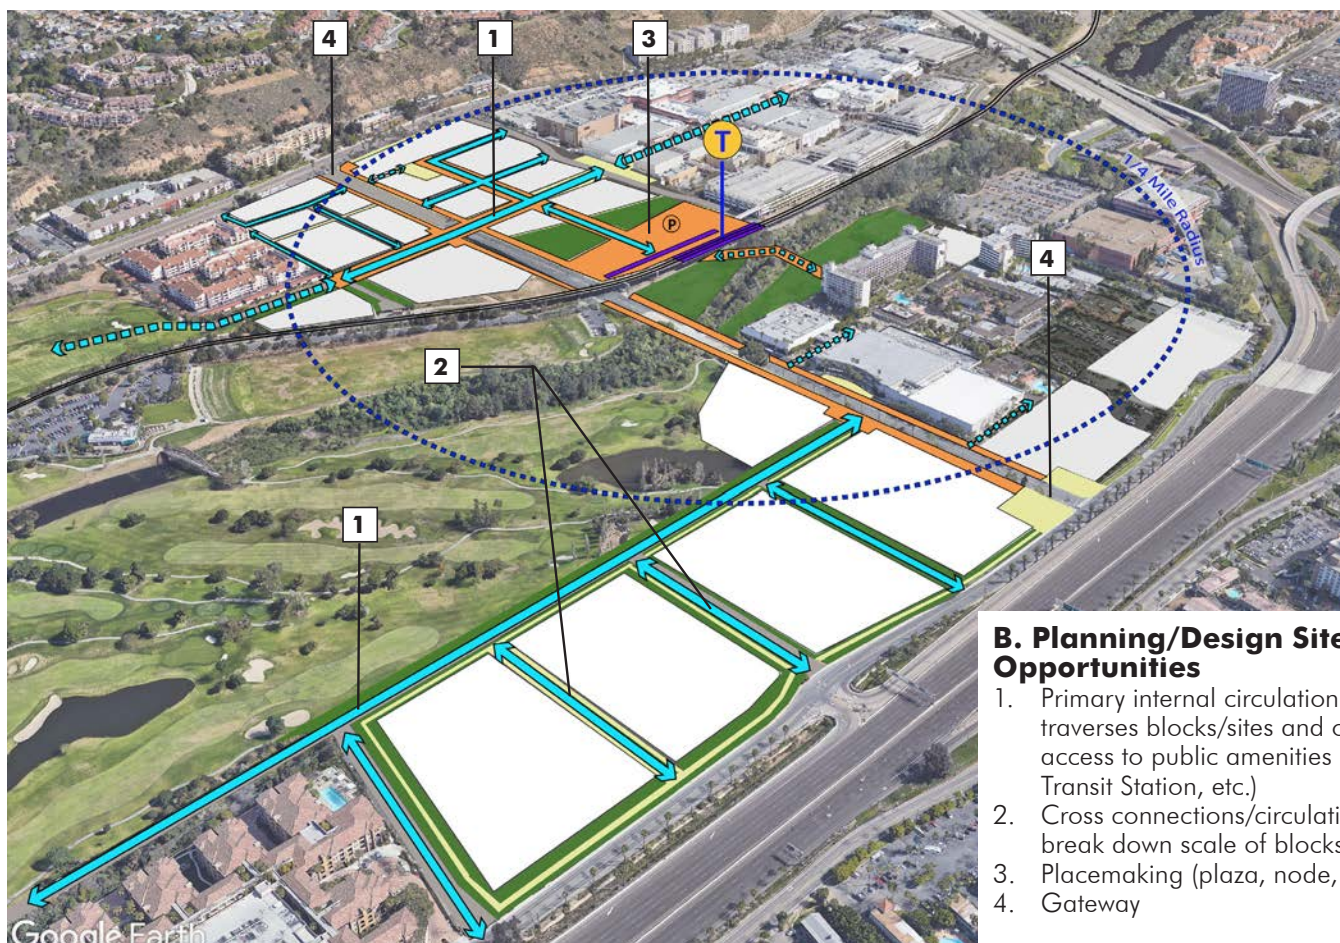 4
1
3
T
1/4 Mile Radius
P
4
2
1
B. Planning/Design Site
Opportunities
1. Primary internal circulation
traverses blocks/sites and
access to public amenities
Transit Station, etc.)
2. Cross connections/circulati
break down scale of blocks
3. Placemaking (plaza, node,
4. Gateway
Google Earth